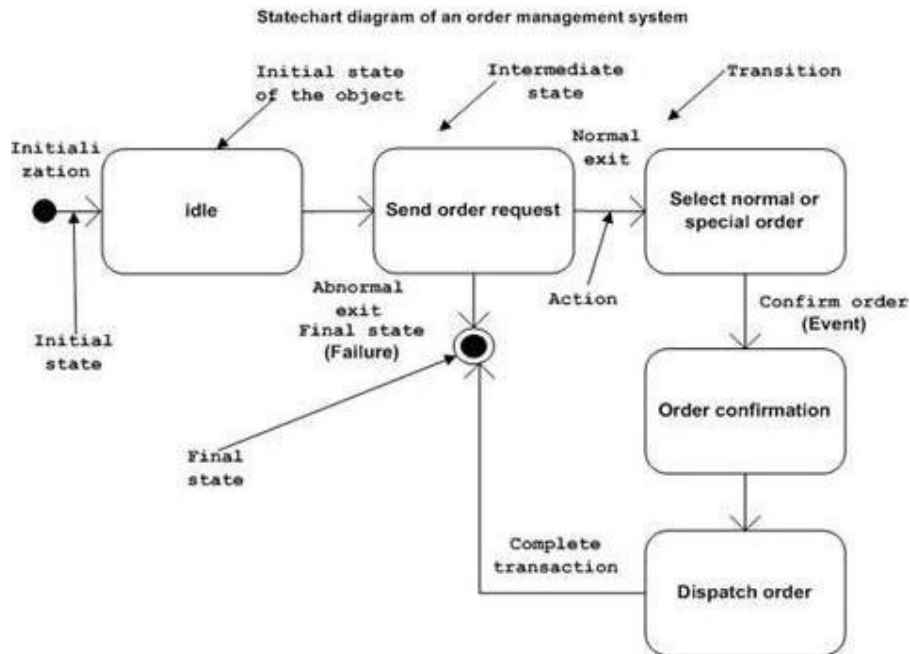 Statechart diagram of an order management system
Initial state
of the object
Intermediate
state
Transition
Initiali
zation
Normal
exit
idle
Send order request
Select normal or
special order
Abnormal
exit
Final state
(Failure)
Action
Confirm order
(Event)
Initial
state
Order confirmation
Final
state
Complete
transaction
Dispatch order